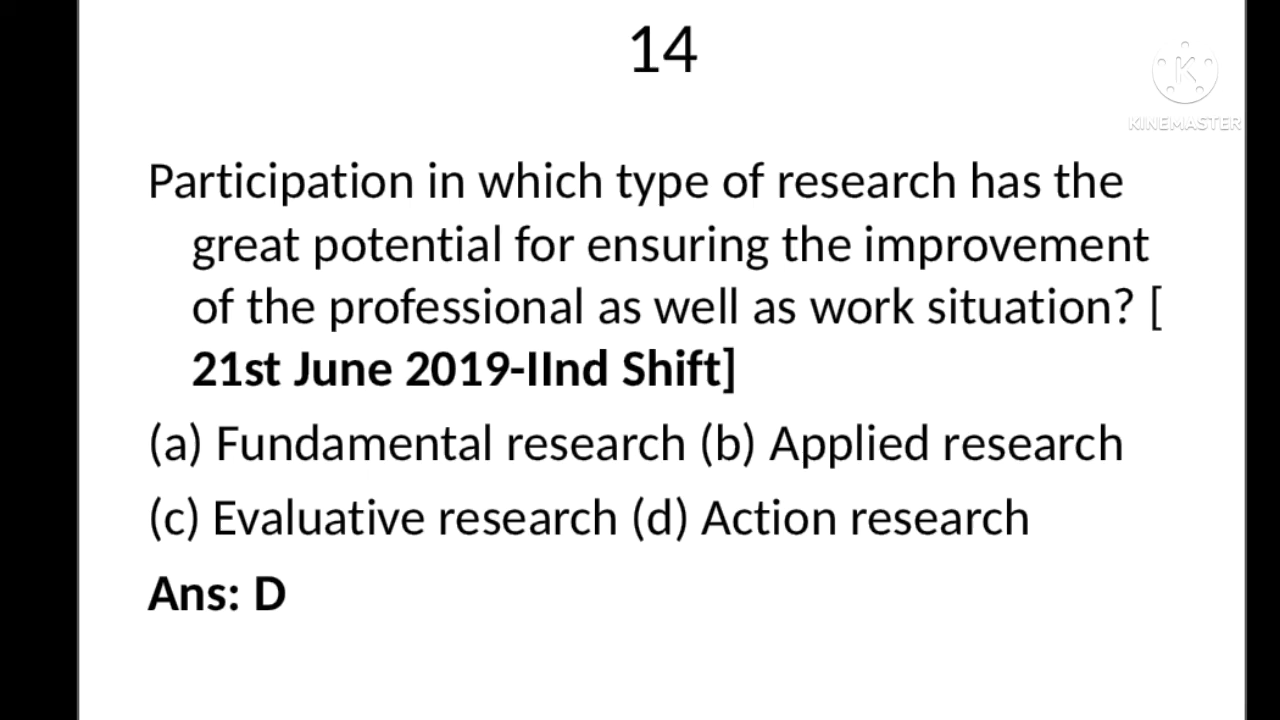 14
KINEMASTER
Participation in which type of research has the
great potential for ensuring the improvement
of the professional as well as work situation? [
21st June 2019-IInd Shift]
(a) Fundamental research (b) Applied research
(c) Evaluative research (d) Action research
Ans: D